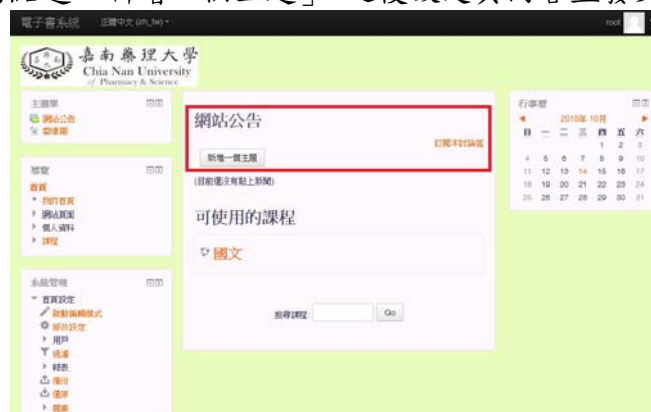 電子書系統 正體中文 (zh_tw)
root
嘉南藥理大學
Chia Nan University
of Pharmacy & Science
主選單
網站公告
導覽
首頁
我的首頁
網站頁面
個人資料
課程
系統管理
首頁設定
啟動編輯模式
修改設定
用戶
過濾
報表
備份
還原
題庫
網站公告
訂閱本討論區
新增一個主題
(目前還沒有貼上新聞)
可使用的課程
國文
搜尋課程:
Go
行事曆
2015年 10月
日 一 二 三 四 五 六
1 2 3
4 5 6 7 8 9 10
11 12 13 14 15 16 17
18 19 20 21 22 23 24
25 26 27 28 29 30 31